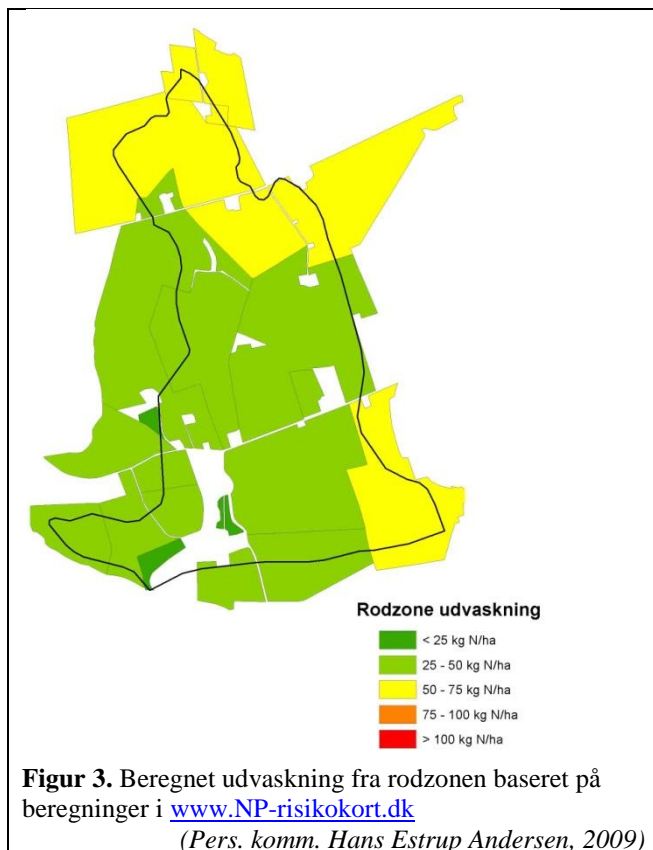 Rodzone udvaskning
< 25 kg N/ha
25 - 50 kg N/ha
50 - 75 kg N/ha
75 - 100 kg N/ha
> 100 kg N/ha
Figur 3. Beregnet udvaskning fra rodzonen baseret på
beregninger i www.NP-risikokort.dk
(Pers. komm. Hans Estrup Andersen, 2009)